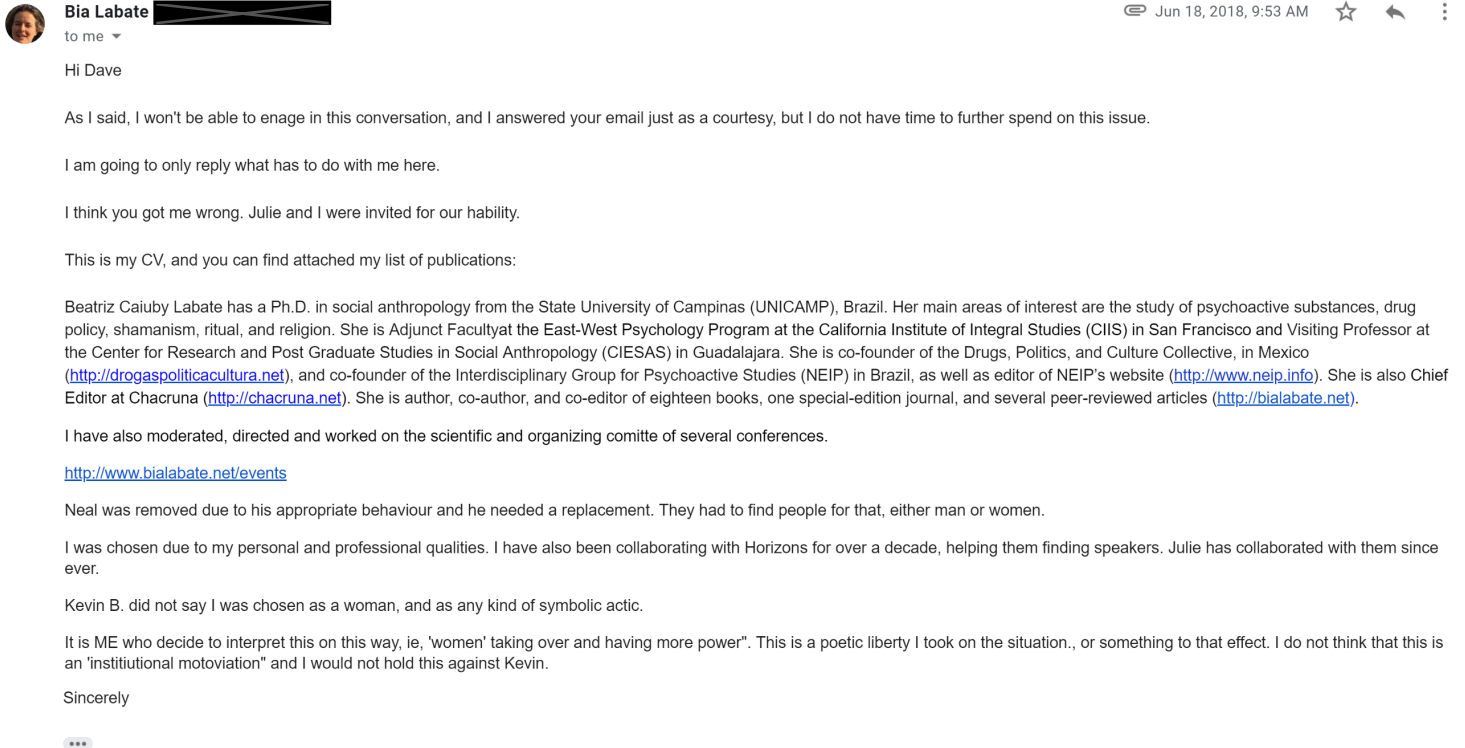 Bia Labate
Jun 18, 2018, 9:53 AM
to me
Hi Dave
As I said, I won't be able to enage in this conversation, and I answered your email just as a courtesy, but I do not have time to further spend on this issue.
I am going to only reply what has to do with me here.
I think you got me wrong. Julie and I were invited for our hability.
This is my CV, and you can find attached my list of publications:
Beatriz Caiuby Labate has a Ph.D. in social anthropology from the State University of Campinas (UNICAMP), Brazil. Her main areas of interest are the study of psychoactive substances, drug
policy, shamanism, ritual, and religion. She is Adjunct Facultyat the East-West Psychology Program at the California Institute of Integral Studies (CIIS) in San Francisco and Visiting Professor at
the Center for Research and Post Graduate Studies in Social Anthropology (CIESAS) in Guadalajara. She is co-founder of the Drugs, Politics, and Culture Collective, in Mexico
(http://drogaspoliticacultura.net), and co-founder of the Interdisciplinary Group for Psychoactive Studies (NEIP) in Brazil, as well as editor of NEIP's website (http://www.neip.info). She is also Chief
Editor at Chacruna (http://chacruna.net). She is author, co-author, and co-editor of eighteen books, one special-edition journal, and several peer-reviewed articles (http://bialabate.net).
I have also moderated, directed and worked on the scientific and organizing comitte of several conferences.
http://www.bialabate.net/events
Neal was removed due to his appropriate behaviour and he needed a replacement. They had to find people for that, either man or women.
I was chosen due to my personal and professional qualities. I have also been collaborating with Horizons for over a decade, helping them finding speakers. Julie has collaborated with them since
ever.
Kevin B. did not say I was chosen as a woman, and as any kind of symbolic actic.
It is ME who decide to interpret this on this way, ie, 'women' taking over and having more power". This is a poetic liberty I took on the situation., or something to that effect. I do not think that this is
an 'institiutional motoviation" and I would not hold this against Kevin.
Sincerely